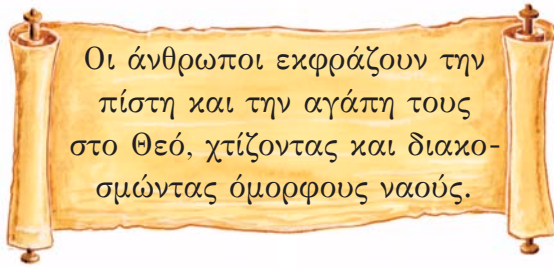 Οι άνθρωποι εκφράζουν την
πίστη και την αγάπη τους
στο Θεό, χτίζοντας και διακο-
σμώντας όμορφους ναούς.